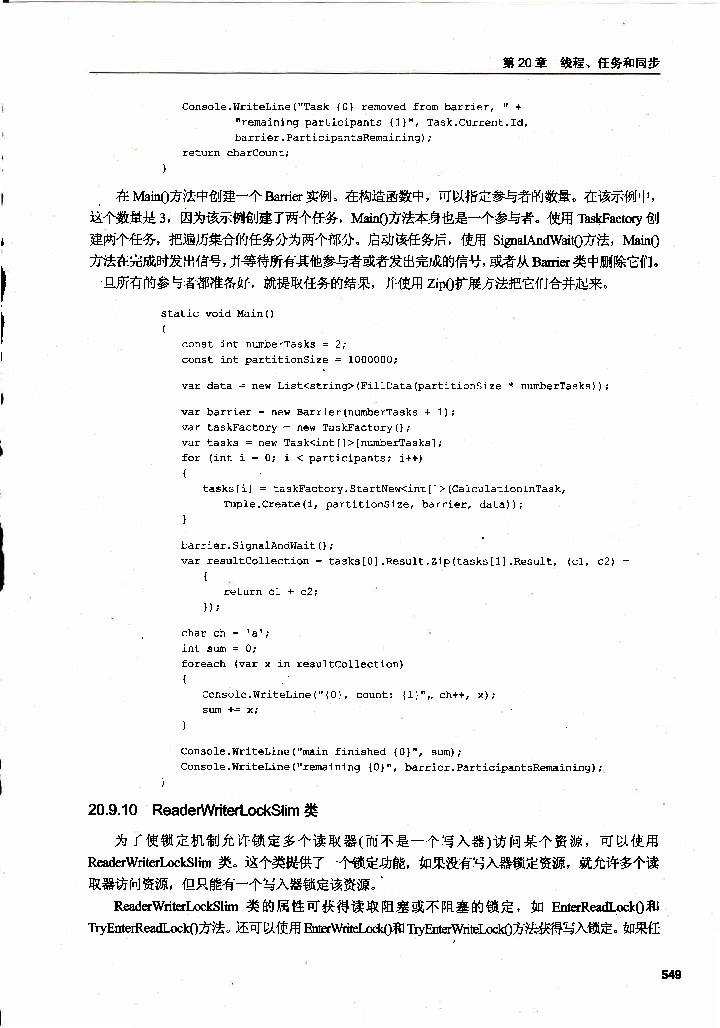 第 20 章 线程、任务和同步
Console.WriteLine("Task {0} removed from barrier, " +
"remaining participants {1}", Task.Current.Id,
barrier.ParticipantsRemaining);
return charCount;
}
在 Main()方法中创建一个 Barrier 实例。在构造函数中，可以指定参与者的数量。在该示例中，
这个数量是 3，因为该示例创建了两个任务，Main()方法本身也是一个参与者。使用 TaskFactory 创
建两个任务，把遍历集合的任务分为两个部分。启动该任务后，使用 SignalAndWait()方法，Main()
方法在完成时发出信号，并等待所有其他参与者或者发出完成的信号，或者从 Barrier 类中删除它们。
一旦所有的参与者都准备好，就提取任务的结果，并使用 Zip()扩展方法把它们合并起来。
static void Main()
{
const int numberTasks = 2;
const int partitionSize = 1000000;
var data = new List<string>(FillData(partitionSize * numberTasks));
var barrier = new Barrier(numberTasks + 1);
var taskFactory = new TaskFactory();
var tasks = new Task<int[]>[numberTasks];
for (int i = 0; i < participants; i++)
{
tasks[i] = taskFactory.StartNew<int[]>(CalculationInTask,
Tuple.Create(i, partitionSize, barrier, data));
}
barrier.SignalAndWait();
var resultCollection = tasks[0].Result.Zip(tasks[1].Result, (c1, c2) =
{
return c1 + c2;
});
char ch = 'a';
int sum = 0;
foreach (var x in resultCollection)
{
Console.WriteLine("{0}, count: {1}", ch++, x);
sum += x;
}
Console.WriteLine("main finished {0}", sum);
Console.WriteLine("remaining {0}", barrier.ParticipantsRemaining);
}
20.9.10 ReaderWriterLockSlim 类
为了使锁定机制允许锁定多个读取器(而不是一个写入器)访问某个资源，可以使用
ReaderWriterLockSlim 类。这个类提供了一个锁定功能，如果没有写入器锁定资源，就允许多个读
取器访问资源，但只能有一个写入器锁定该资源。
ReaderWriterLockSlim 类的属性可获得读取阻塞或不阻塞的锁定，如 EnterReadLock()和
TryEnterReadLock()方法。还可以使用 EnterWriteLock()和 TryEnterWriteLock()方法获得写入锁定。如果任
549